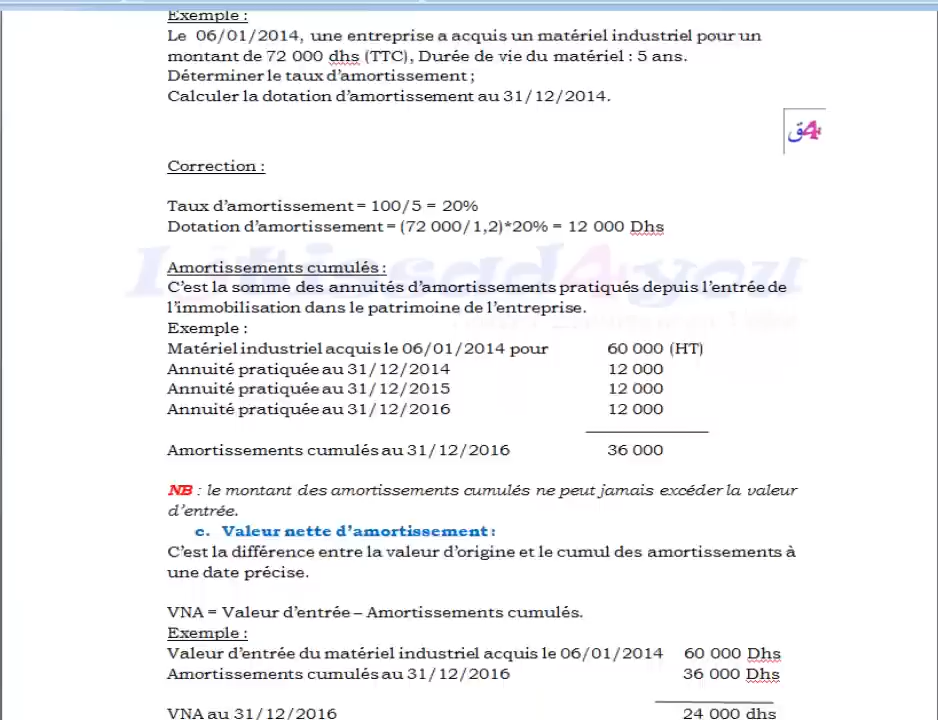 Exemple :
Le 06/01/2014, une entreprise a acquis un matériel industriel pour un
montant de 72 000 dhs (TTC), Durée de vie du matériel : 5 ans.
Déterminer le taux d'amortissement ;
Calculer la dotation d'amortissement au 31/12/2014.
ق4
Correction :
Taux d'amortissement = 100/5 = 20%
Dotation d'amortissement = (72 000/1,2)*20% = 12 000 Dhs
Amortissements cumulés :
C'est la somme des annuités d'amortissements pratiqués depuis l'entrée de
l'immobilisation dans le patrimoine de l'entreprise.
Exemple :
Matériel industriel acquis le 06/01/2014 pour 60 000 (HT)
Annuité pratiquée au 31/12/2014 12 000
Annuité pratiquée au 31/12/2015 12 000
Annuité pratiquée au 31/12/2016 12 000
Amortissements cumulés au 31/12/2016 36 000
NB : le montant des amortissements cumulés ne peut jamais excéder la valeur
d'entrée.
c. Valeur nette d'amortissement :
C'est la différence entre la valeur d'origine et le cumul des amortissements à
une date précise.
VNA = Valeur d'entrée – Amortissements cumulés.
Exemple :
Valeur d'entrée du matériel industriel acquis le 06/01/2014 60 000 Dhs
Amortissements cumulés au 31/12/2016 36 000 Dhs
VNA au 31/12/2016 24 000 dhs